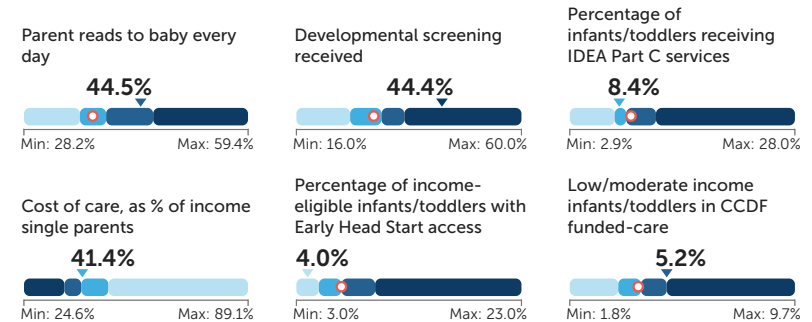 Parent reads to baby every
day
44.5%
Min: 28.2%
Max: 59.4%
Developmental screening
received
44.4%
Min: 16.0%
Max: 60.0%
Percentage of
infants/toddlers receiving
IDEA Part C services
8.4%
Min: 2.9%
Max: 28.0%
Cost of care, as % of income
single parents
41.4%
Min: 24.6%
Max: 89.1%
Percentage of income-
eligible infants/toddlers with
Early Head Start access
4.0%
Min: 3.0%
Max: 23.0%
Low/moderate income
infants/toddlers in CCDF
funded-care
5.2%
Min: 1.8%
Max: 9.7%